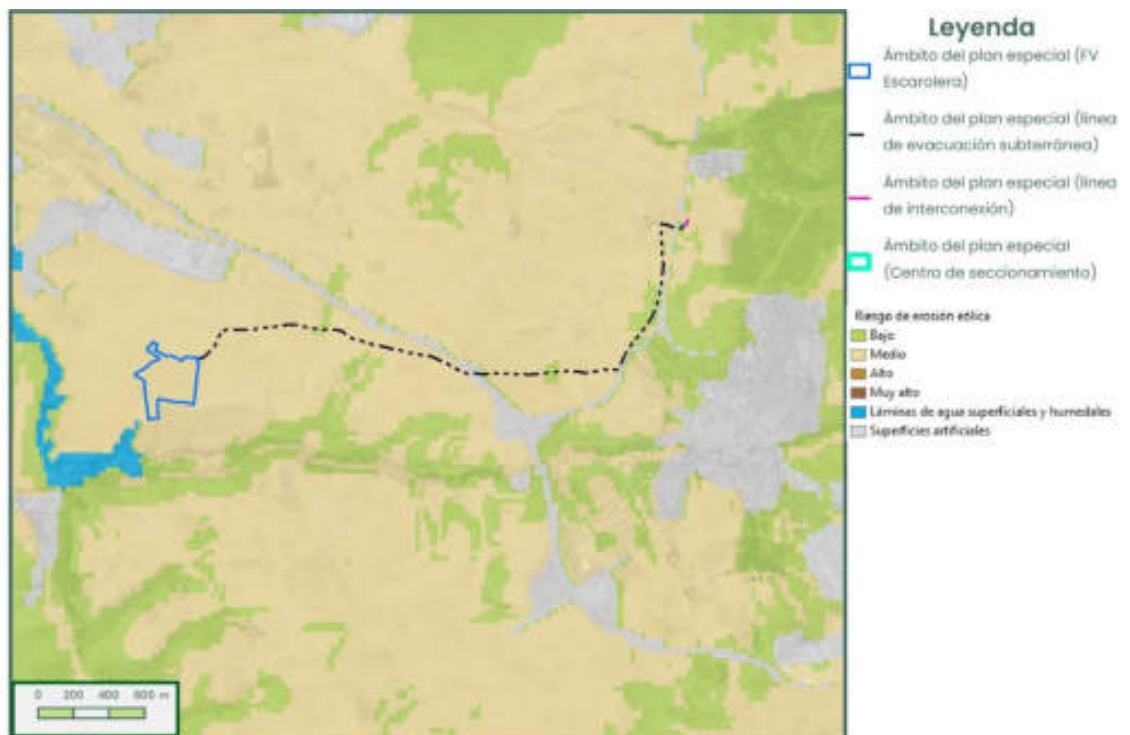 Leyenda
Ámbito del plan especial (FV
Escarolera)
Ámbito del plan especial (línea
de evacuación subterránea)
Ámbito del plan especial (línea
de interconexión)
Ámbito del plan especial
(Centro de seccionamiento)
Riesgo de erosión eólica
Bajo
Medio
Alto
Muy alto
Láminas de agua superficiales y humedales
Superficies artificiales
0 200 400 600 m